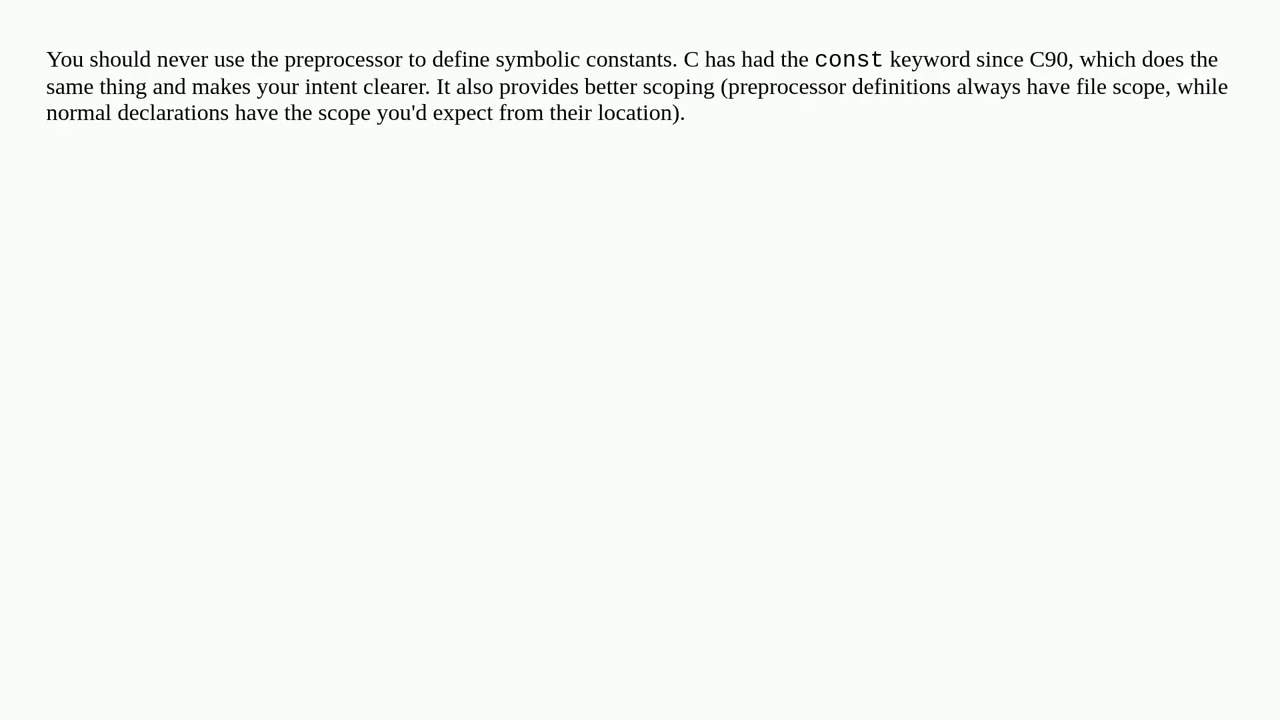 You should never use the preprocessor to define symbolic constants. C has had the const keyword since C90, which does the
same thing and makes your intent clearer. It also provides better scoping (preprocessor definitions always have file scope, while
normal declarations have the scope you'd expect from their location).